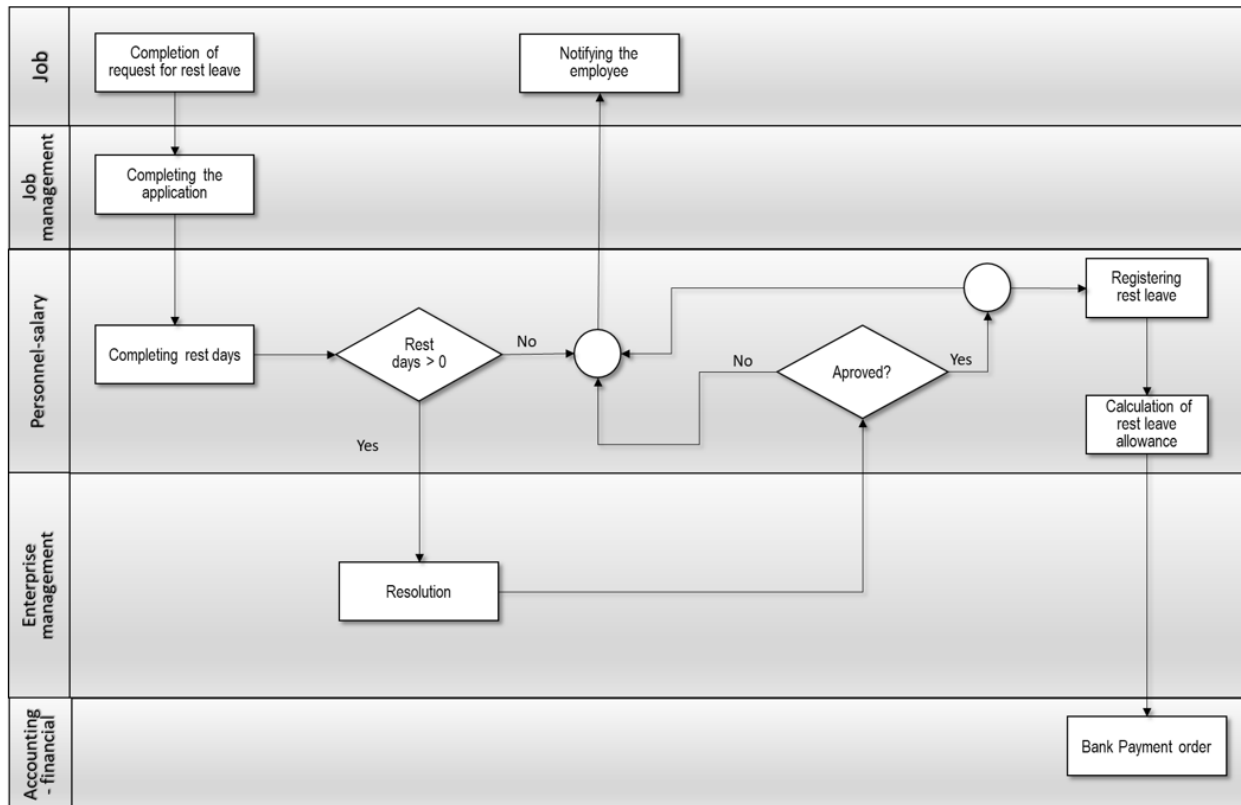 Job
Completion of
request for rest leave
Notifying the
employee
Job
management
Completing the
application
Personnel-salary
Completing rest days
Rest
days > 0
No
Yes
No
Aproved?
Yes
Registering
rest leave
Calculation of
rest leave
allowance
Enterprise
management
Resolution
Accounting
- financial
Bank Payment order